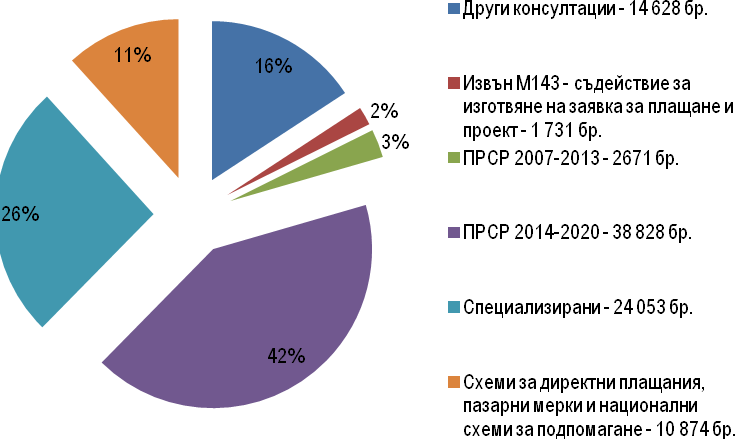 11%
16%
2%
3%
26%
42%
Други консултации - 14 628 бр.
Извън М143 - съдействие за
изготвяне на заявка за плащане и
проект - 1 731 бр.
ПРСР 2007-2013 - 2671 бр.
ПРСР 2014-2020 - 38 828 бр.
Специализирани - 24 053 бр.
Схеми за директни плащания,
пазарни мерки и национални
схеми за подпомагане - 10 874 бр.